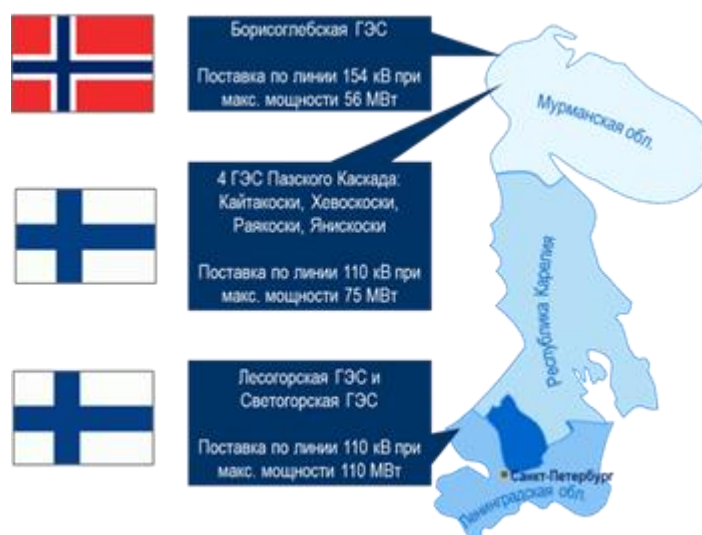 Борисоглебская ГЭС
Поставка по линии 154 кВ при
макс. мощности 56 МВт
Мурманская обл.
4 ГЭС Пазского Каскада:
Кайтакоски, Хевоскоски,
Раякоски, Янискоски
Поставка по линии 110 кВ при
макс. мощности 75 МВт
Республика Карелия
Лесогорская ГЭС и
Светогорская ГЭС
Поставка по линии 110 кВ при
макс. мощности 110 МВт
Санкт-Петербург
Ленинградская обл.